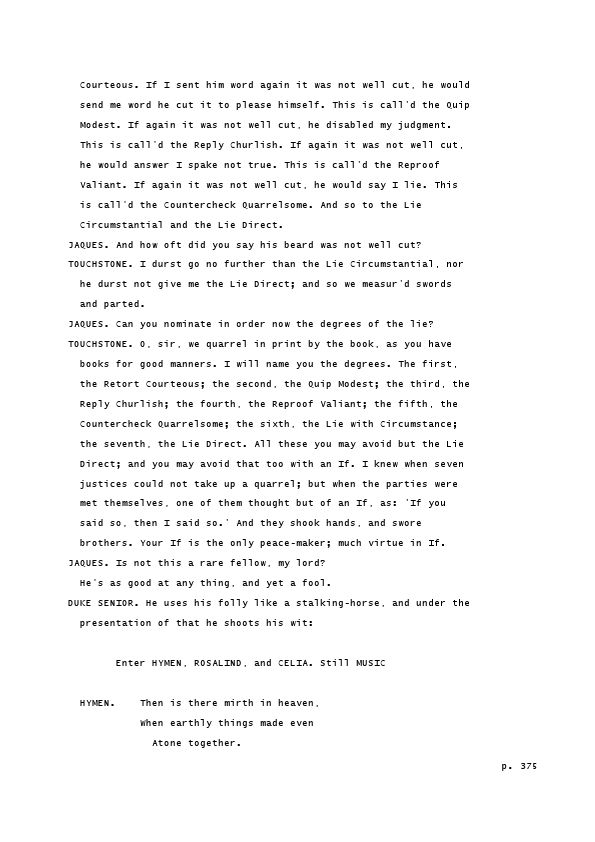 Courteous. If I sent him word again it was not well cut, he would
send me word he cut it to please himself. This is call'd the Quip
Modest. If again it was not well cut, he disabled my judgment.
This is call'd the Reply Churlish. If again it was not well cut,
he would answer I spake not true. This is call'd the Reproof
Valiant. If again it was not well cut, he would say I lie. This
is call'd the Countercheck Quarrelsome. And so to the Lie
Circumstantial and the Lie Direct.
JAQUES. And how oft did you say his beard was not well cut?
TOUCHSTONE. I durst go no further than the Lie Circumstantial, nor
he durst not give me the Lie Direct; and so we measur'd swords
and parted.
JAQUES. Can you nominate in order now the degrees of the lie?
TOUCHSTONE. O, sir, we quarrel in print by the book, as you have
books for good manners. I will name you the degrees. The first,
the Retort Courteous; the second, the Quip Modest; the third, the
Reply Churlish; the fourth, the Reproof Valiant; the fifth, the
Countercheck Quarrelsome; the sixth, the Lie with Circumstance;
the seventh, the Lie Direct. All these you may avoid but the Lie
Direct; and you may avoid that too with an If. I knew when seven
justices could not take up a quarrel; but when the parties were
met themselves, one of them thought but of an If, as: 'If you
said so, then I said so.' And they shook hands, and swore
brothers. Your If is the only peace-maker; much virtue in If.
JAQUES. Is not this a rare fellow, my lord?
He's as good at any thing, and yet a fool.
DUKE SENIOR. He uses his folly like a stalking-horse, and under the
presentation of that he shoots his wit:
Enter HYMEN, ROSALIND, and CELIA. Still MUSIC
HYMEN. Then is there mirth in heaven,
When earthly things made even
Atone together.
p. 375